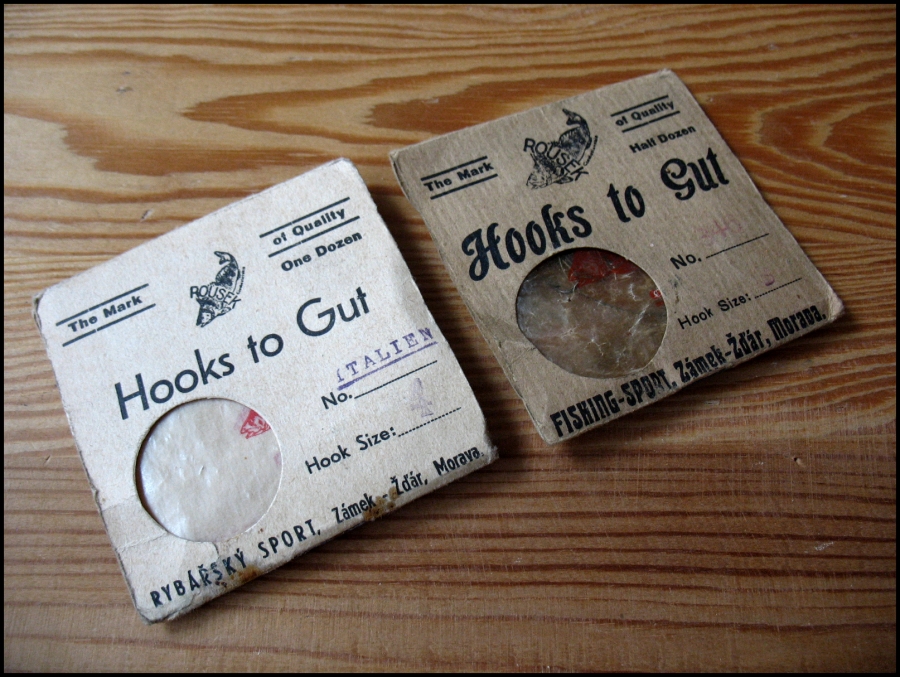 The Mark
ROUSEK
of Quality
One Dozen
Hooks to Gut
ITALIEN
No.
Hook Size: 4
RYBÁŘSKÝ SPORT, Zámek - Žďár, Morava.
The Mark
ROUSEK
of Quality
Half Dozen
Hooks to Gut
No.
Hook Size:
FISHING-SPORT, Zámek-Žďár, Morava.